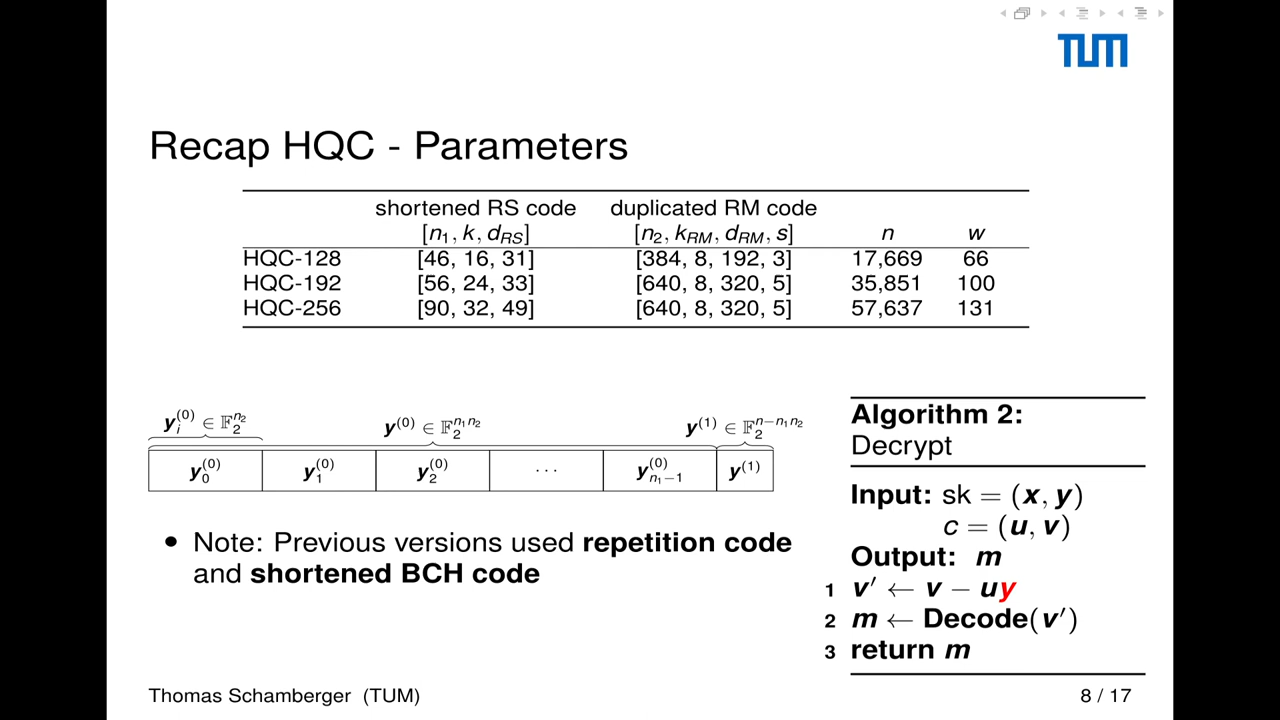 TUM
Recap HQC - Parameters
shortened RS code duplicated RM code
[n₁, k, d_RS] [n₂, k_RM, d_RM, s] n w
HQC-128 [46, 16, 31] [384, 8, 192, 3] 17,669 66
HQC-192 [56, 24, 33] [640, 8, 320, 5] 35,851 100
HQC-256 [90, 32, 49] [640, 8, 320, 5] 57,637 131
y_i^(0) ∈ 𝔽_2^{n₂} y^(0) ∈ 𝔽_2^{n₁n₂} y^(1) ∈ 𝔽_2^{n−n₁n₂}
y_0^(0) y_1^(0) y_2^(0) ··· y_{n₁−1}^(0) y^(1)
• Note: Previous versions used repetition code
and shortened BCH code
Algorithm 2:
Decrypt
Input: sk = (x, y)
c = (u, v)
Output: m
1 v′ ← v − uy
2 m ← Decode(v′)
3 return m
Thomas Schamberger (TUM) 8 / 17